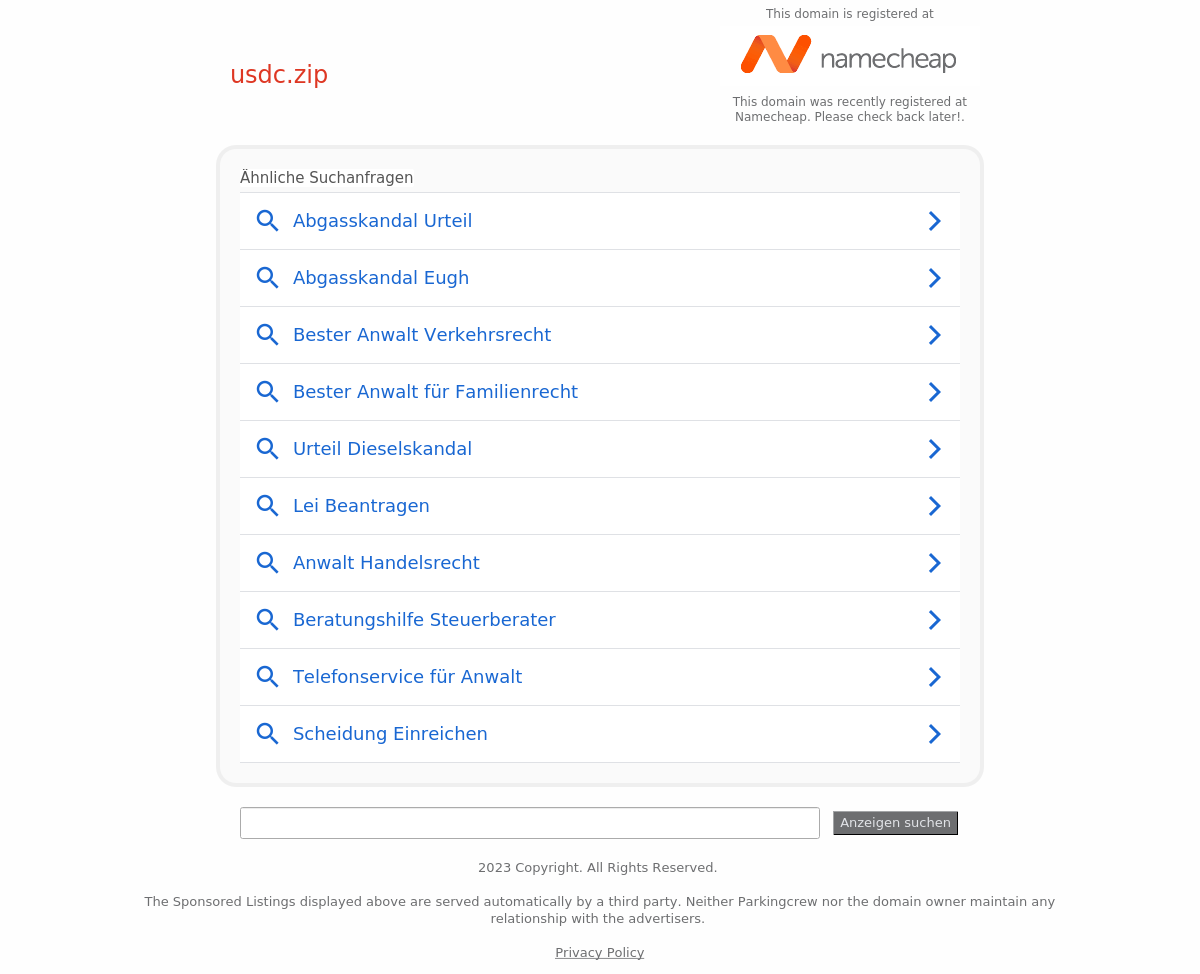 This domain is registered at
namecheap
usdc.zip
This domain was recently registered at
Namecheap. Please check back later!.
Ähnliche Suchanfragen
Abgasskandal Urteil
Abgasskandal Eugh
Bester Anwalt Verkehrsrecht
Bester Anwalt für Familienrecht
Urteil Dieselskandal
Lei Beantragen
Anwalt Handelsrecht
Beratungshilfe Steuerberater
Telefonservice für Anwalt
Scheidung Einreichen
Anzeigen suchen
2023 Copyright. All Rights Reserved.
The Sponsored Listings displayed above are served automatically by a third party. Neither Parkingcrew nor the domain owner maintain any
relationship with the advertisers.
Privacy Policy